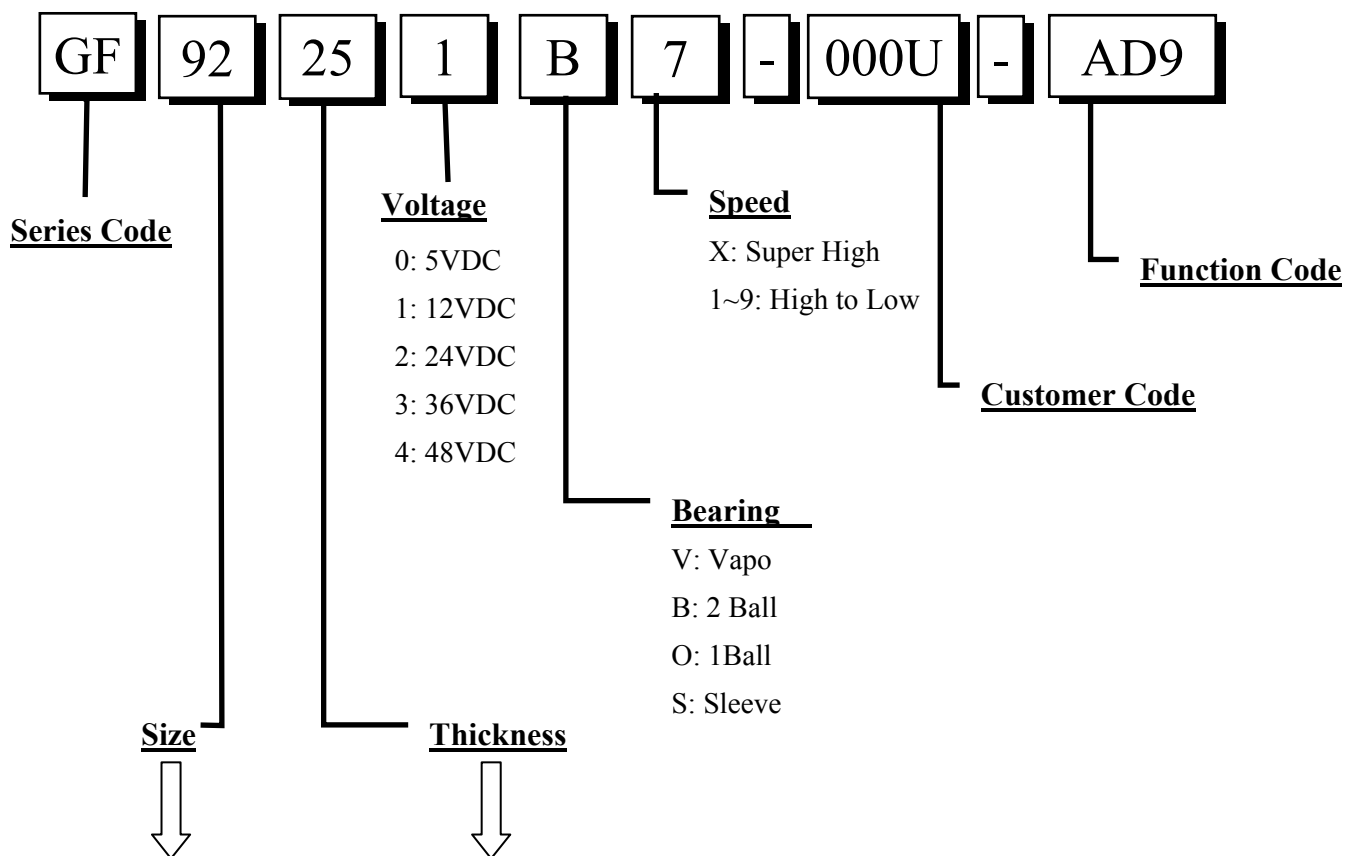 GF 92 25 1 B 7 - 000U - AD9
Series Code
Voltage
0: 5VDC
1: 12VDC
2: 24VDC
3: 36VDC
4: 48VDC
Speed
X: Super High
1~9: High to Low
Function Code
Customer Code
Bearing
V: Vapo
B: 2 Ball
O: 1Ball
S: Sleeve
Size
Thickness